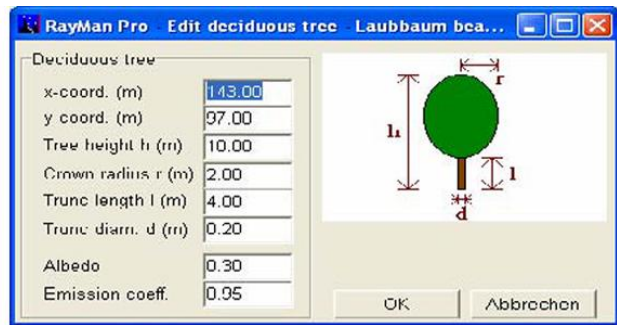 RayMan Pro - Edit deciduous tree - Laubbaum bea...
Deciduous tree
x-coord. (m) 143.00
y coord. (m) 97.00
Tree height h (m) 10.00
Crown radius r (m) 2.00
Trunc length l (m) 4.00
Trunc diam. d (m) 0.20
Albedo 0.30
Emission coeff. 0.95
r
h
l
d
OK
Abbrechen